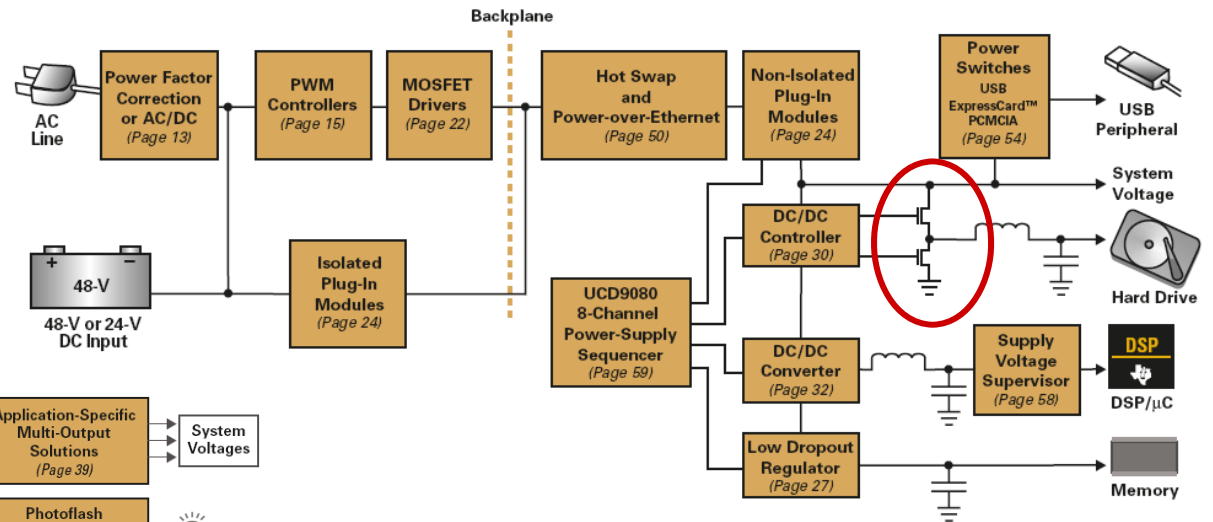 Backplane
AC
Line
Power Factor
Correction
or AC/DC
(Page 13)
PWM
Controllers
(Page 15)
MOSFET
Drivers
(Page 22)
Hot Swap
and
Power-over-Ethernet
(Page 50)
Non-Isolated
Plug-In
Modules
(Page 24)
Power
Switches
USB
ExpressCard™
PCMCIA
(Page 54)
USB
Peripheral
System
Voltage
DC/DC
Controller
(Page 30)
Hard Drive
+ −
48-V
48-V or 24-V
DC Input
Isolated
Plug-In
Modules
(Page 24)
UCD9080
8-Channel
Power-Supply
Sequencer
(Page 59)
DC/DC
Converter
(Page 32)
Supply
Voltage
Supervisor
(Page 58)
DSP
DSP/µC
Low Dropout
Regulator
(Page 27)
Memory
Application-Specific
Multi-Output
Solutions
(Page 39)
System
Voltages
Photoflash